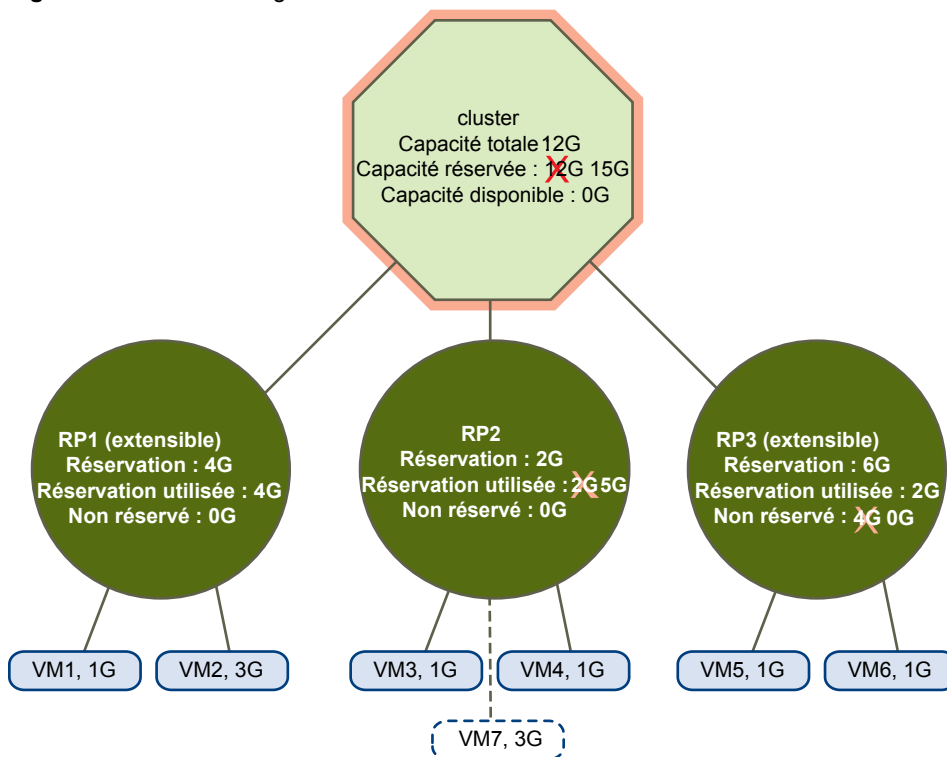 cluster
Capacité totale 12G
Capacité réservée : 12G 15G
Capacité disponible : 0G
RP1 (extensible)
Réservation : 4G
Réservation utilisée : 4G
Non réservé : 0G
RP2
Réservation : 2G
Réservation utilisée : 2G 5G
Non réservé : 0G
RP3 (extensible)
Réservation : 6G
Réservation utilisée : 2G
Non réservé : 4G 0G
VM1, 1G
VM2, 3G
VM3, 1G
VM4, 1G
VM5, 1G
VM6, 1G
VM7, 3G